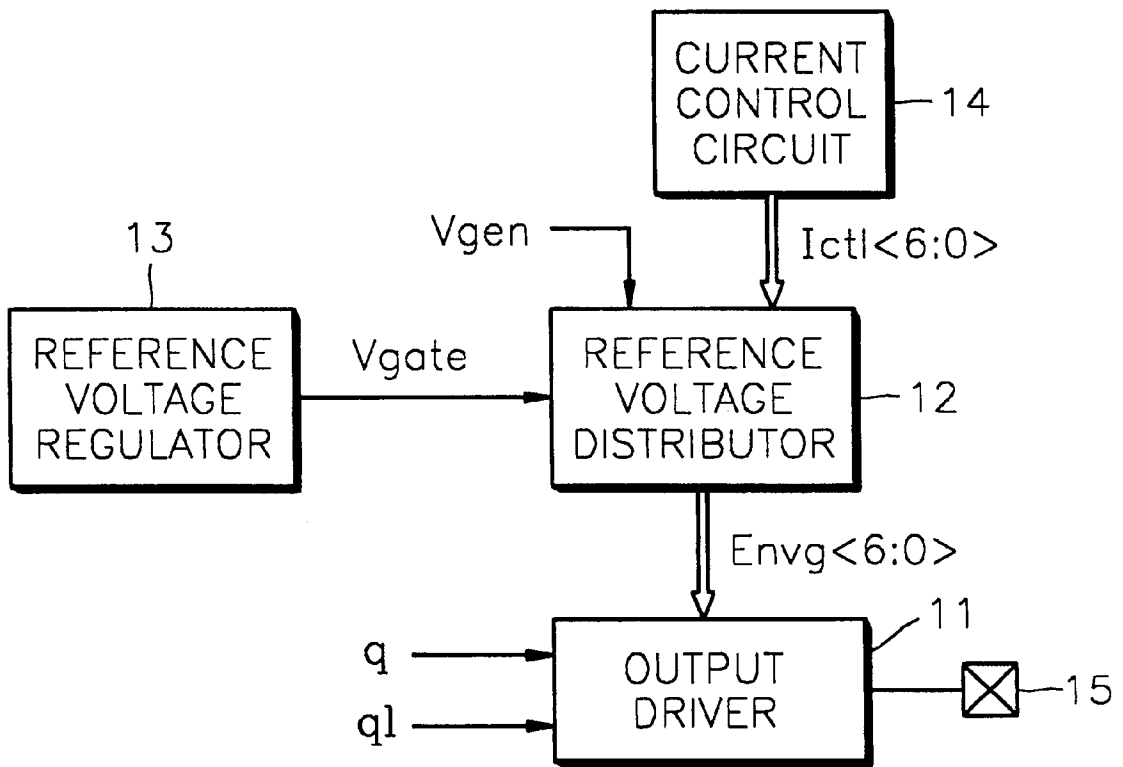 CURRENT
CONTROL
CIRCUIT
14
13
Vgen
Ictl<6:0>
REFERENCE
VOLTAGE
REGULATOR
Vgate
REFERENCE
VOLTAGE
DISTRIBUTOR
12
Envg<6:0>
11
q
ql
OUTPUT
DRIVER
15